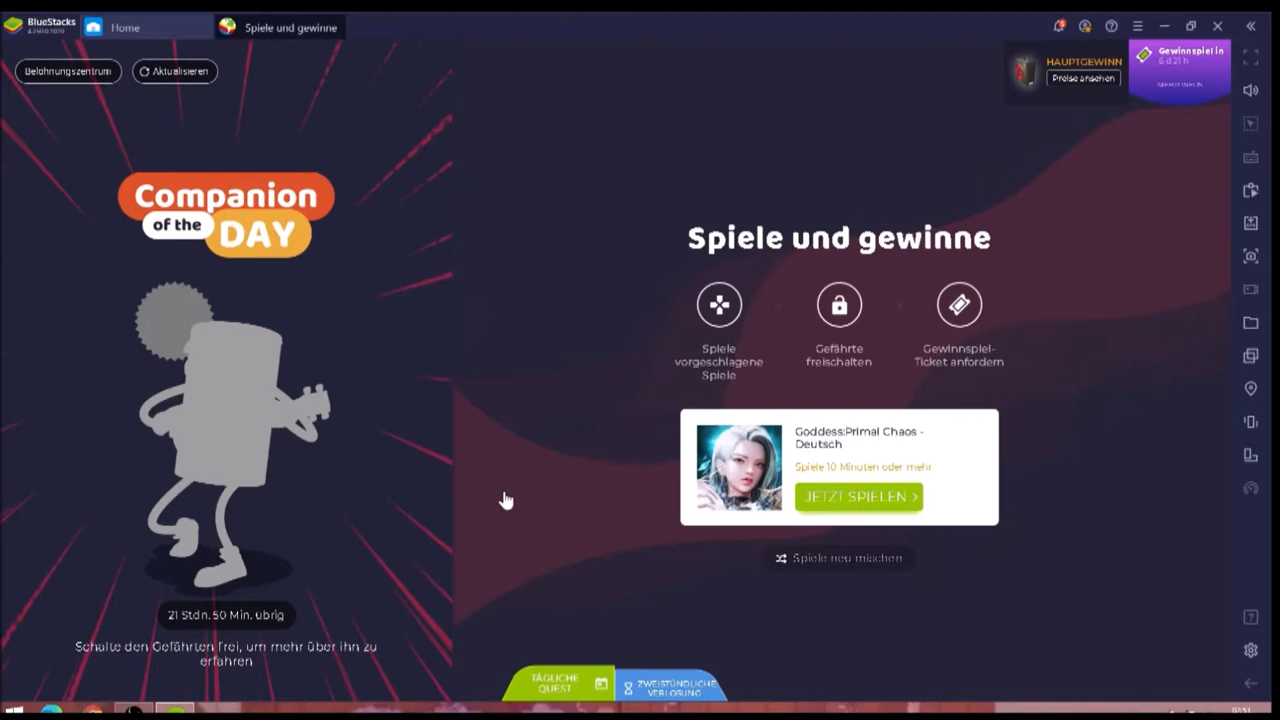 BlueStacks
Home
Spiele und gewinne
Belohnungszentrum
Aktualisieren
HAUPTGEWINN
Preise ansehen
Gewinnspiel in
6 d 21 h
Companion
of the
DAY
21 Stdn. 50 Min. übrig
Schalte den Gefährten frei, um mehr über ihn zu
erfahren
Spiele und gewinne
Spiele
vorgeschlagene
Spiele
Gefährte
freischalten
Gewinnspiel-
Ticket anfordern
Goddess:Primal Chaos -
Deutsch
Spiele 10 Minuten oder mehr
JETZT SPIELEN
Spiele neu mischen
TÄGLICHE
QUEST
ZWEISTÜNDLICHE
VERLOSUNG